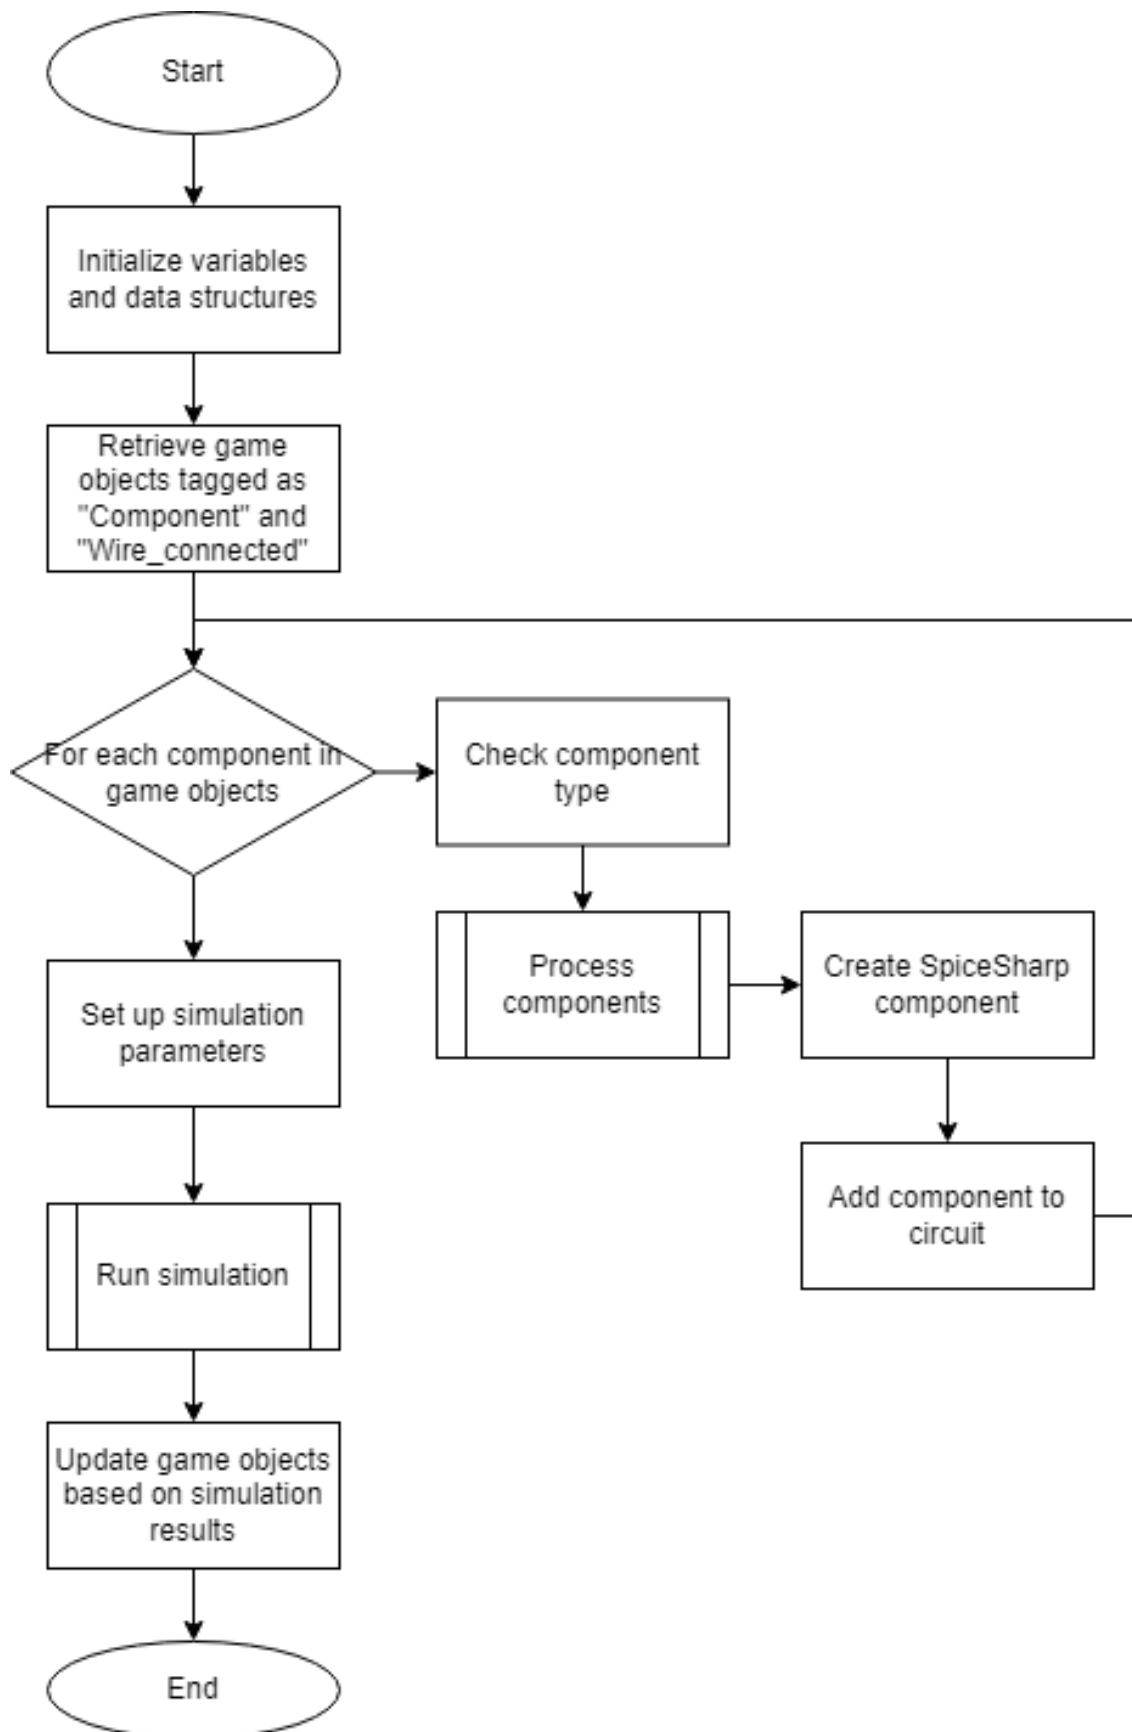 Start
Initialize variables
and data structures
Retrieve game
objects tagged as
"Component" and
"Wire_connected"
For each component in
game objects
Check component
type
Process
components
Create SpiceSharp
component
Add component to
circuit
Set up simulation
parameters
Run simulation
Update game objects
based on simulation
results
End